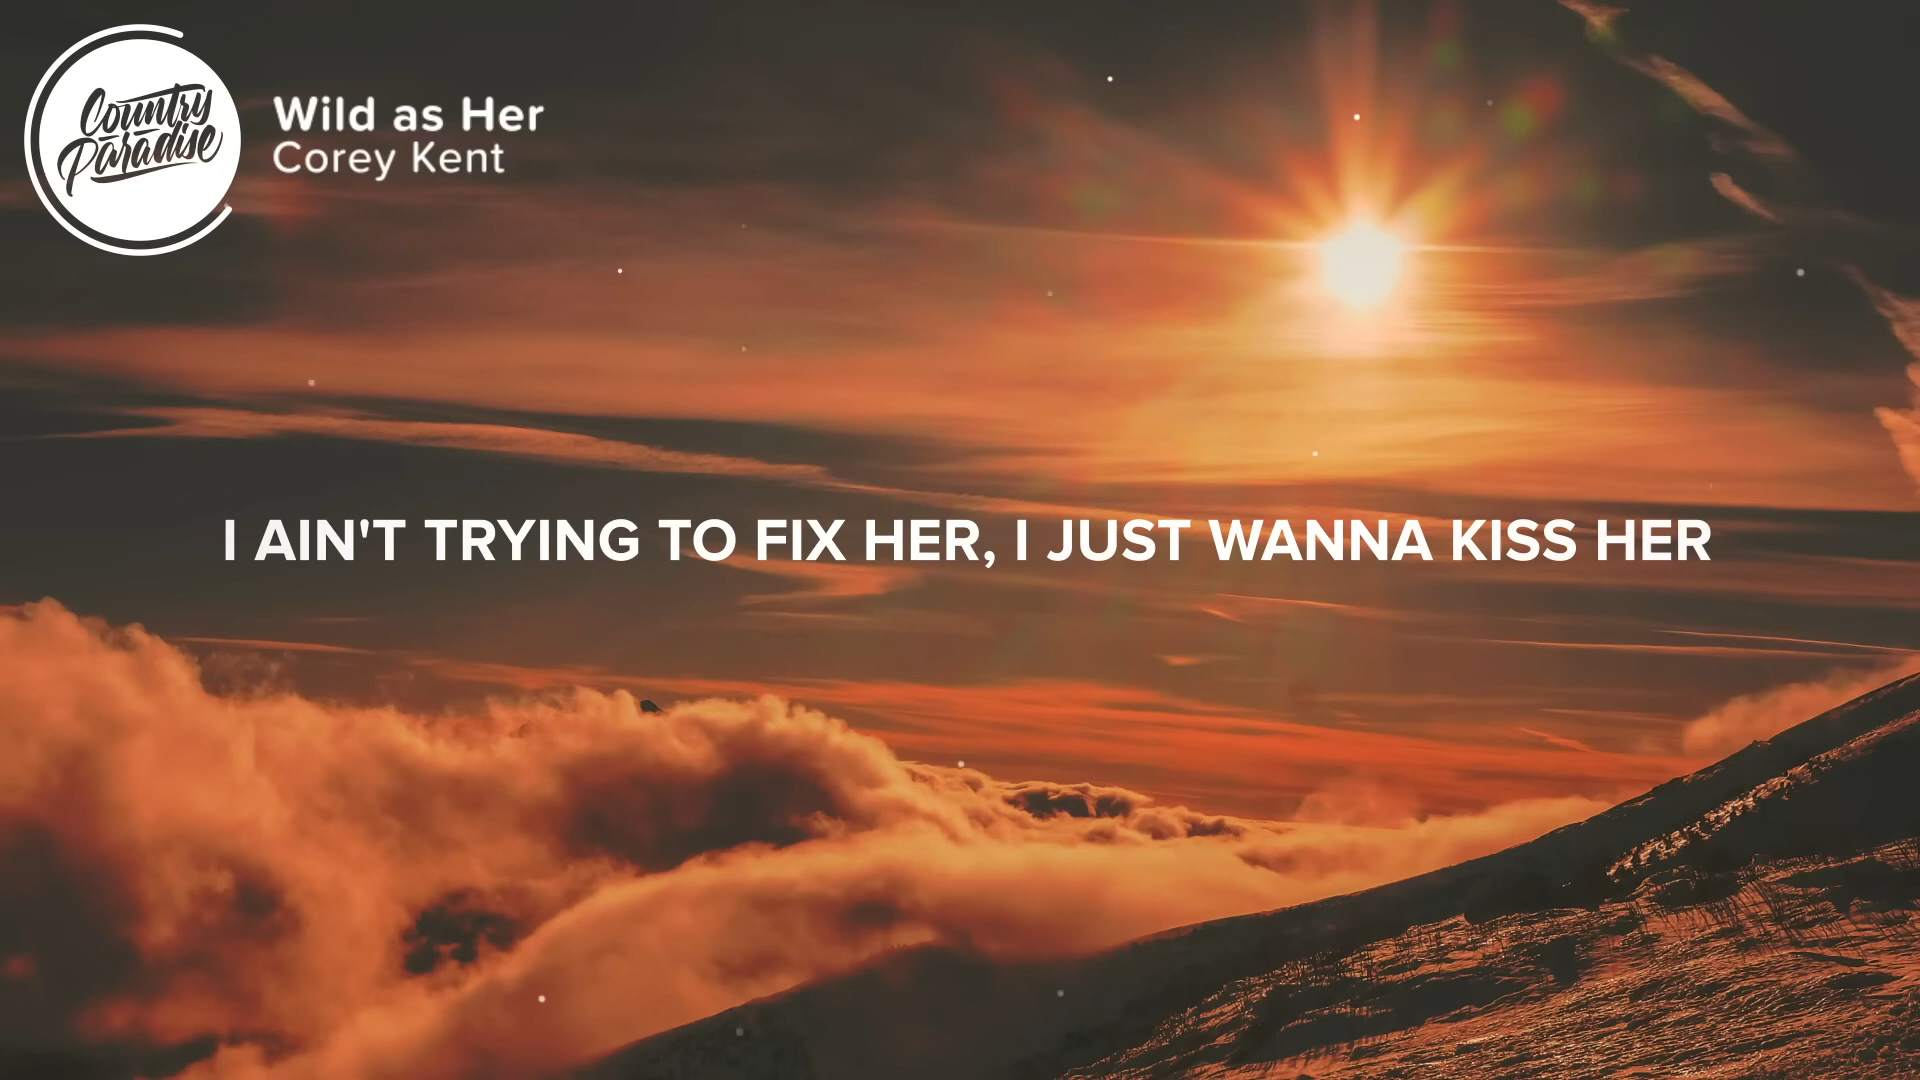 Country
Paradise
Wild as Her
Corey Kent
I AIN'T TRYING TO FIX HER, I JUST WANNA KISS HER